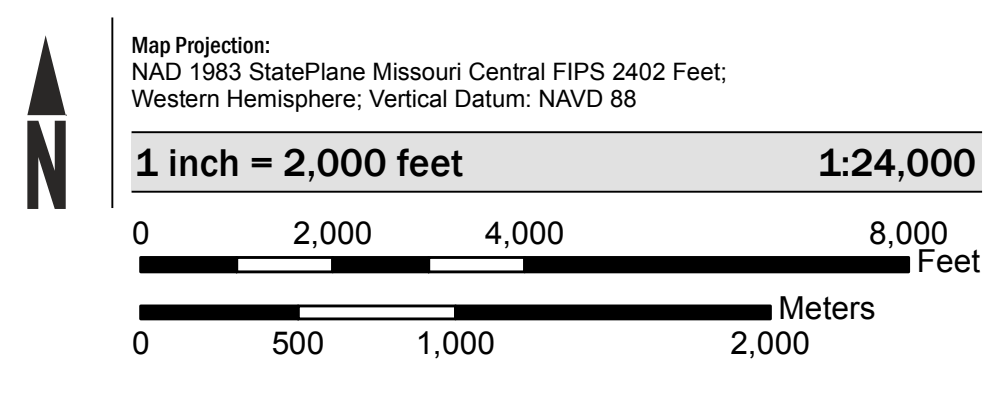 N
Map Projection:
NAD 1983 StatePlane Missouri Central FIPS 2402 Feet;
Western Hemisphere; Vertical Datum: NAVD 88
1 inch = 2,000 feet 1:24,000
0 2,000 4,000 8,000
Feet
Meters
0 500 1,000 2,000